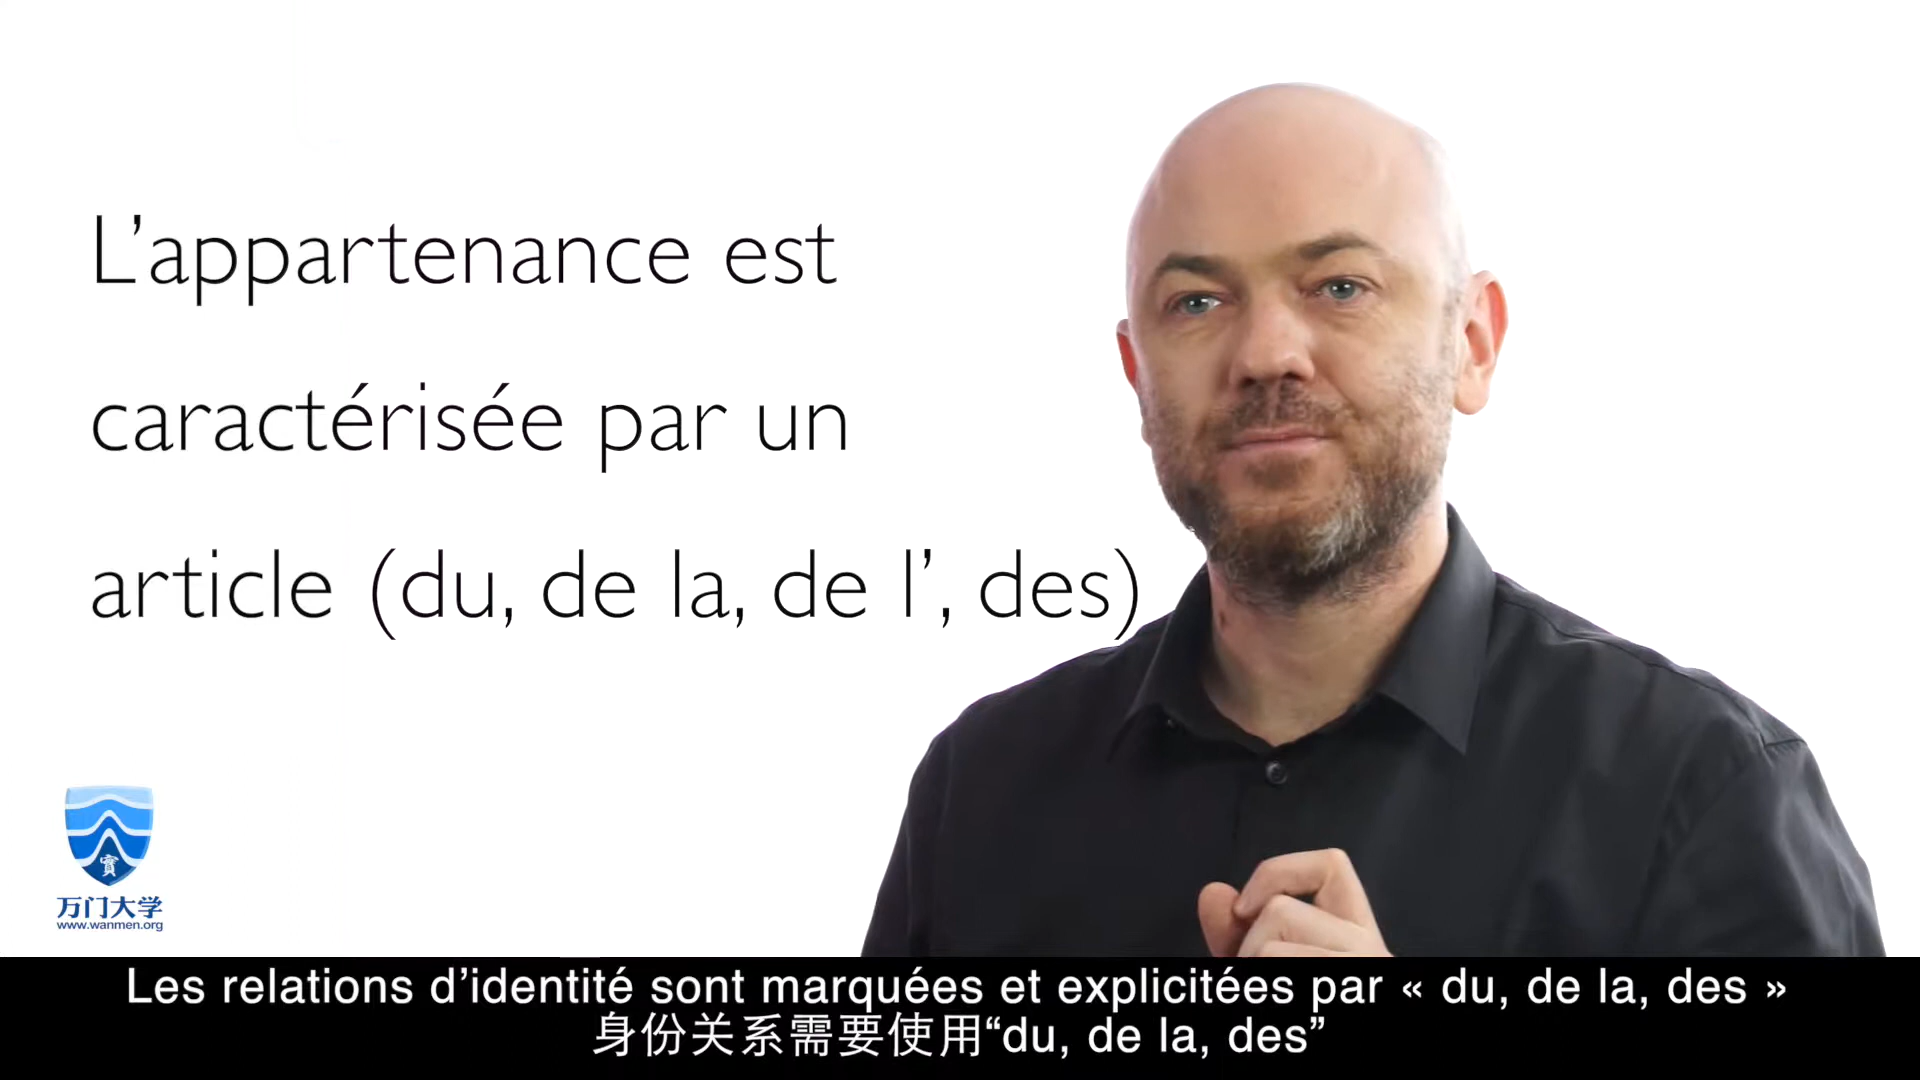 L’appartenance est
caractérisée par un
article (du, de la, de l’, des)
寳
万门大学
www.wanmen.org
Les relations d’identité sont marquées et explicitées par « du, de la, des »
身份关系需要使用“du, de la, des”